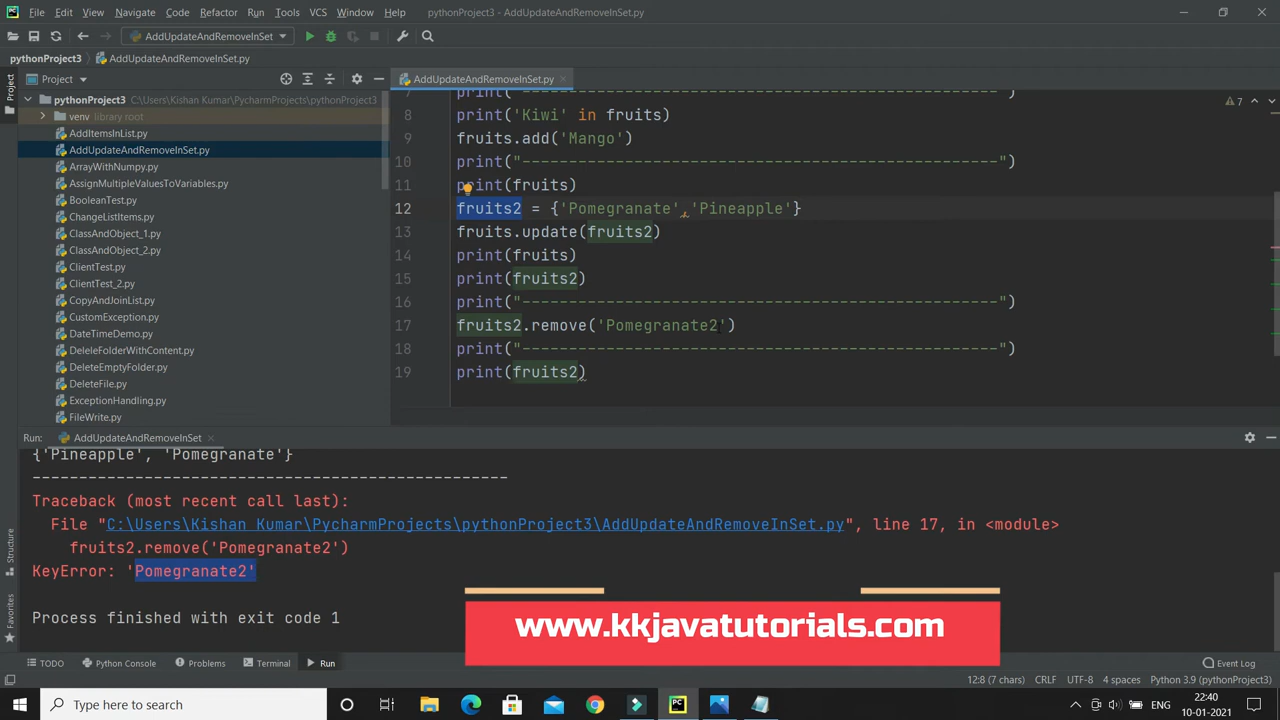 File Edit View Navigate Code Refactor Run Tools VCS Window Help pythonProject3 - AddUpdateAndRemoveInSet.py
AddUpdateAndRemoveInSet
pythonProject3 AddUpdateAndRemoveInSet.py
Project
AddUpdateAndRemoveInSet.py
pythonProject3 C:\Users\Kishan Kumar\PycharmProjects\pythonProject3
venv library root
AddItemsInList.py
AddUpdateAndRemoveInSet.py
ArrayWithNumpy.py
AssignMultipleValuesToVariables.py
BooleanTest.py
ChangeListItems.py
ClassAndObject_1.py
ClassAndObject_2.py
ClientTest.py
ClientTest_2.py
CopyAndJoinList.py
CustomException.py
DateTimeDemo.py
DeleleFolderWithContent.py
DeleteEmptyFolder.py
DeleteFile.py
ExceptionHandling.py
FileWrite.py
Project
Structure
Favorites
7
7 print("---------------------------------------------------")
8 print('Kiwi' in fruits)
9 fruits.add('Mango')
10 print("---------------------------------------------------")
11 print(fruits)
12 fruits2 = {'Pomegranate','Pineapple'}
13 fruits.update(fruits2)
14 print(fruits)
15 print(fruits2)
16 print("---------------------------------------------------")
17 fruits2.remove('Pomegranate2')
18 print("---------------------------------------------------")
19 print(fruits2)
Run: AddUpdateAndRemoveInSet
{'Pineapple', 'Pomegranate'}
---------------------------------------------------
Traceback (most recent call last):
File "C:\Users\Kishan Kumar\PycharmProjects\pythonProject3\AddUpdateAndRemoveInSet.py", line 17, in <module>
fruits2.remove('Pomegranate2')
KeyError: 'Pomegranate2'
Process finished with exit code 1
www.kkjavatutorials.com
TODO Python Console Problems Terminal Run Event Log
12:8 (7 chars) CRLF UTF-8 4 spaces Python 3.9 (pythonProject3)
Type here to search
ENG
22:40
10-01-2021